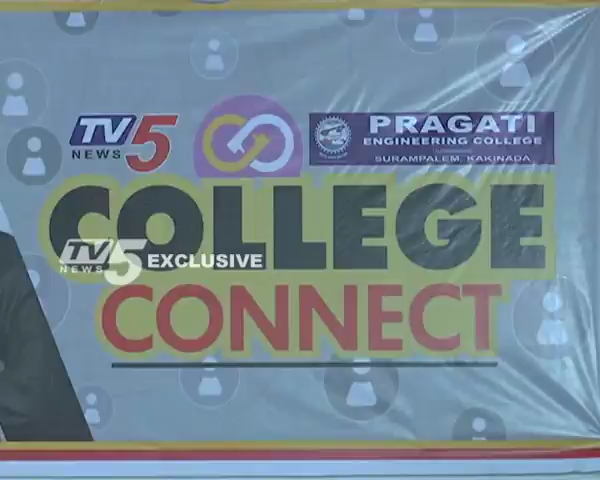 TV5
NEWS
PRAGATI
ENGINEERING COLLEGE
SURAMPALEM, KAKINADA
COLLEGE
TV5
NEWS
EXCLUSIVE
CONNECT